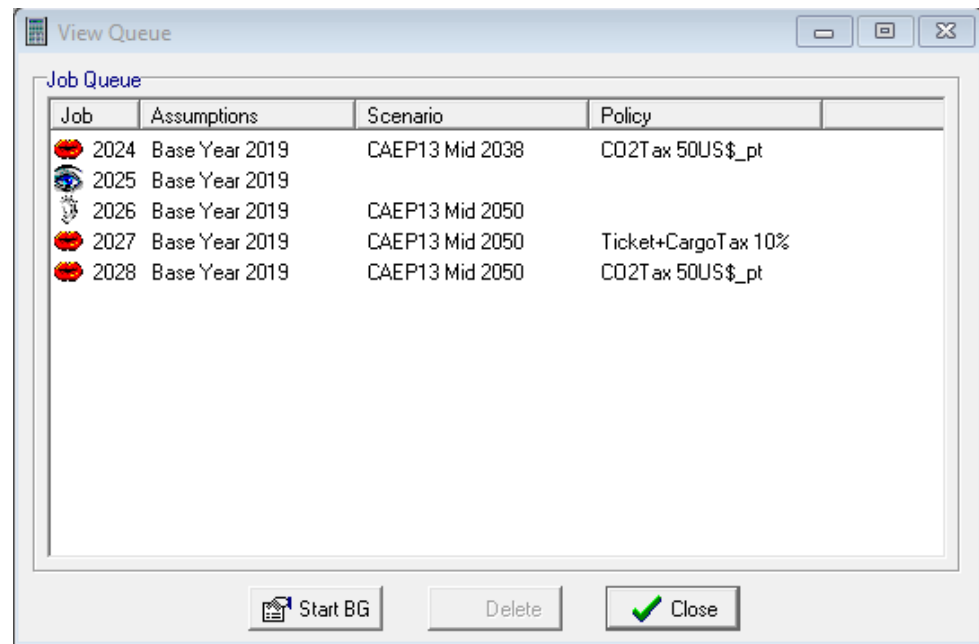 View Queue
Job Queue
Job Assumptions Scenario Policy
2024 Base Year 2019 CAEP13 Mid 2038 CO2Tax 50US$_pt
2025 Base Year 2019
2026 Base Year 2019 CAEP13 Mid 2050
2027 Base Year 2019 CAEP13 Mid 2050 Ticket+CargoTax 10%
2028 Base Year 2019 CAEP13 Mid 2050 CO2Tax 50US$_pt
Start BG Delete Close